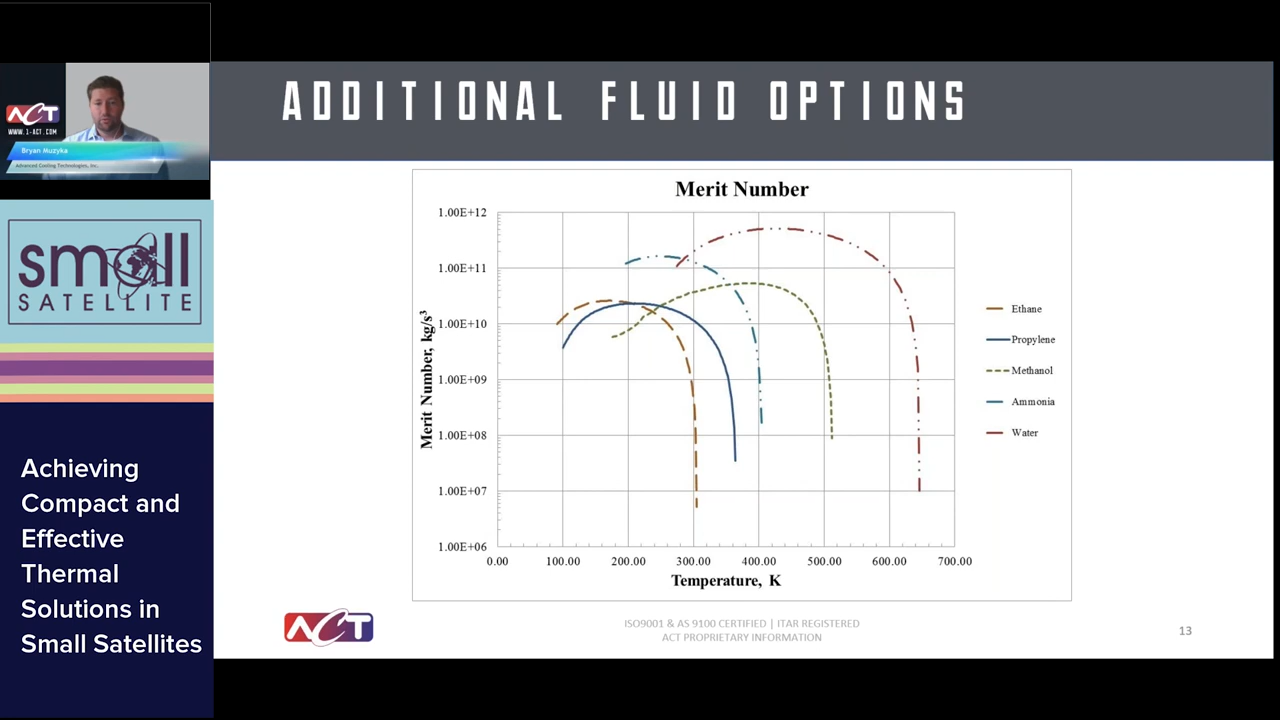 ADDITIONAL FLUID OPTIONS
ACT
WWW.1-ACT.COM
Bryan Muzyka
Advanced Cooling Technologies, Inc.
small
SATELLITE
Achieving
Compact and
Effective
Thermal
Solutions in
Small Satellites
Merit Number
Merit Number, kg/s³
1.00E+12
1.00E+11
1.00E+10
1.00E+09
1.00E+08
1.00E+07
1.00E+06
0.00 100.00 200.00 300.00 400.00 500.00 600.00 700.00
Temperature, K
Ethane
Propylene
Methanol
Ammonia
Water
ACT
ISO9001 & AS 9100 CERTIFIED | ITAR REGISTERED
ACT PROPRIETARY INFORMATION
13